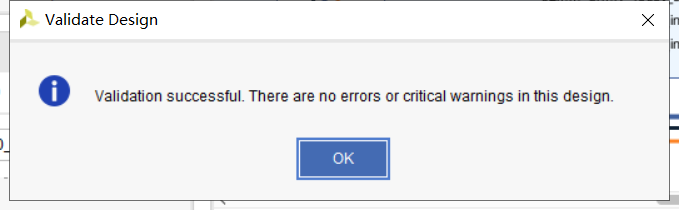 Validate Design
Validation successful. There are no errors or critical warnings in this design.
OK